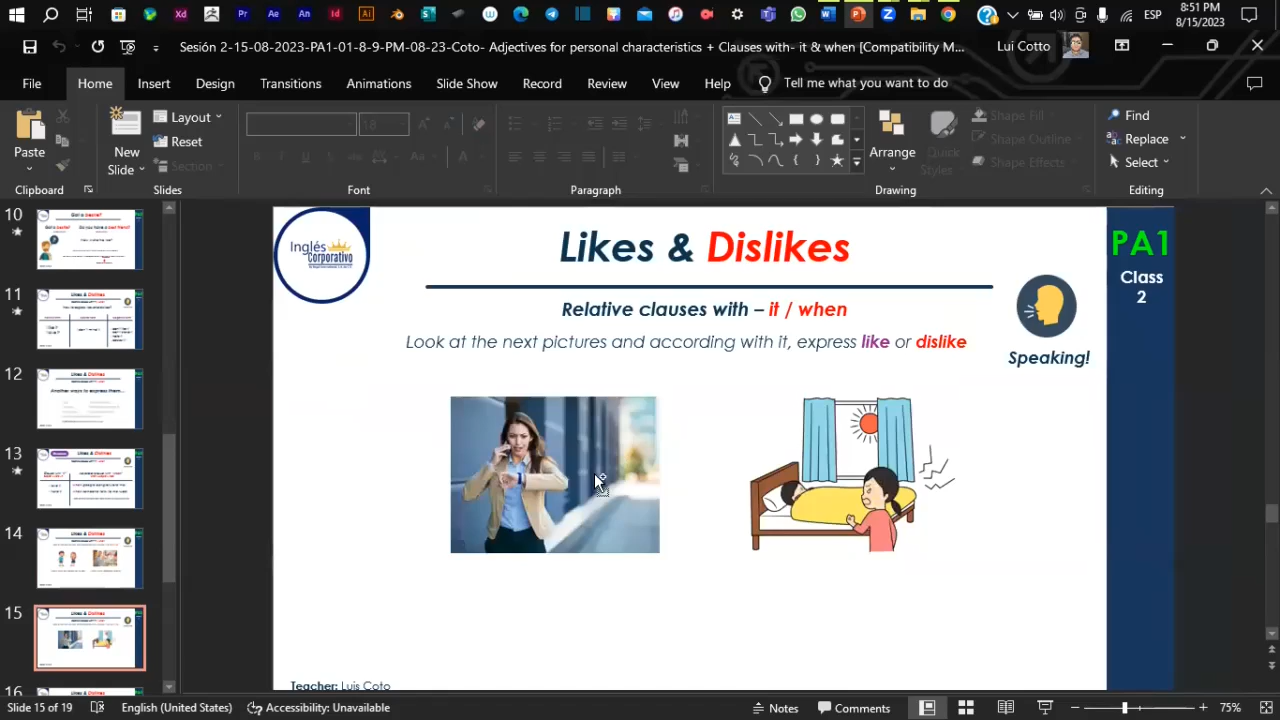 8:51 PM
ESP
8/15/2023
Sesión 2-15-08-2023-PA1-01-8-9-PM-08-23-Coto- Adjectives for personal characteristics + Clauses with- it & when [Compatibility M...
Lui Cotto
File Home Insert Design Transitions Animations Slide Show Record Review View Help Tell me what you want to do
Paste
New
Slide
Layout
Reset
Section
18
Arrange
Quick
Styles
Shape Fill
Shape Outline
Shape Effects
Find
Replace
Select
Clipboard Slides Font Paragraph Drawing Editing
10
11
12
13
14
15
16
Likes & Dislikes
Inglés
Corporativo
PA1
Class
2
Relative clauses with – it / when
Look at the next pictures and according with it, express like or dislike
Speaking!
Teacher: Luis Coto
Slide 15 of 19 English (United States) Accessibility: Unavailable Notes Comments 75%